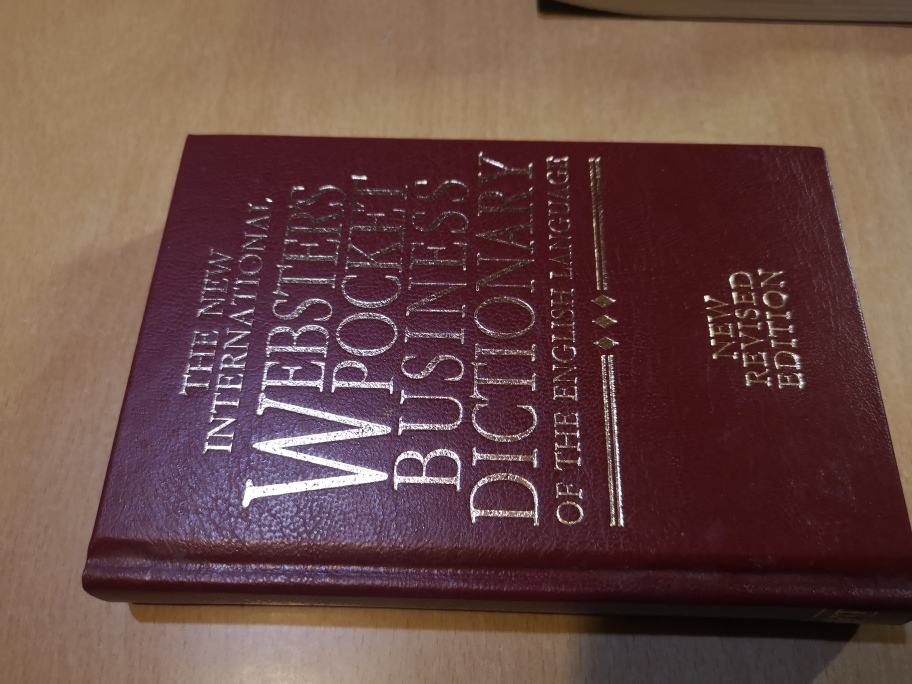 THE NEW
INTERNATIONAL
WEBSTER'S
POCKET
BUSINESS
DICTIONARY
OF THE ENGLISH LANGUAGE
NEW
REVISED
EDITION